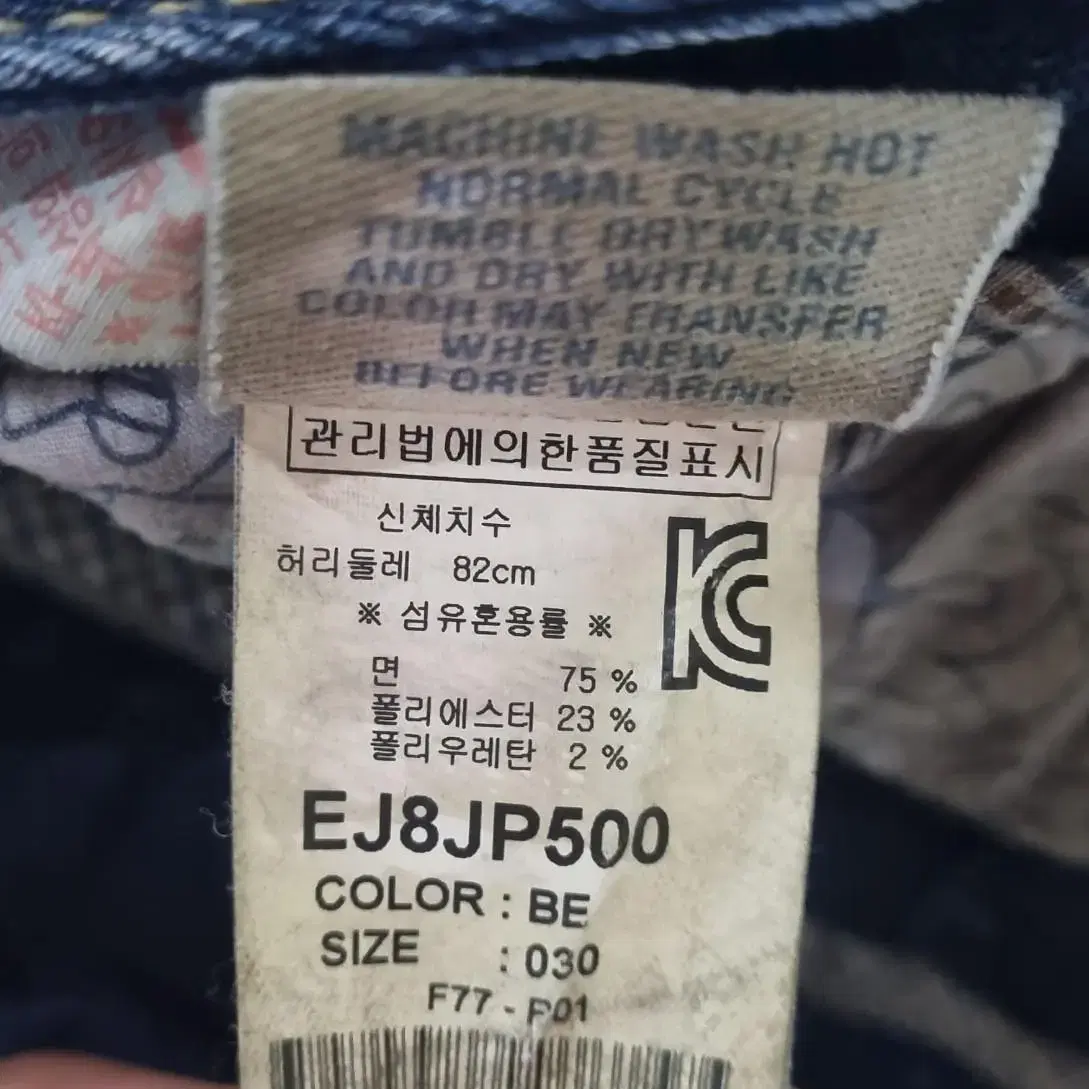 MACHINE WASH HOT
NORMAL CYCLE
TUMBLE DRY WASH
AND DRY WITH LIKE
COLOR MAY TRANSFER
WHEN NEW
BEFORE WEARING
관리법에의한품질표시
신체치수
허리둘레 82cm
※ 섬유혼용률 ※
면 75 %
폴리에스터 23 %
폴리우레탄 2 %
EJ8JP500
COLOR : BE
SIZE : 030
F77 - P01